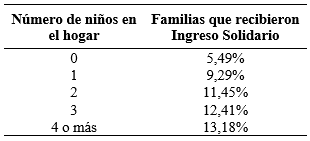 Número de niños en el hogar | Familias que recibieron Ingreso Solidario
0 | 5,49%
1 | 9,29%
2 | 11,45%
3 | 12,41%
4 o más | 13,18%